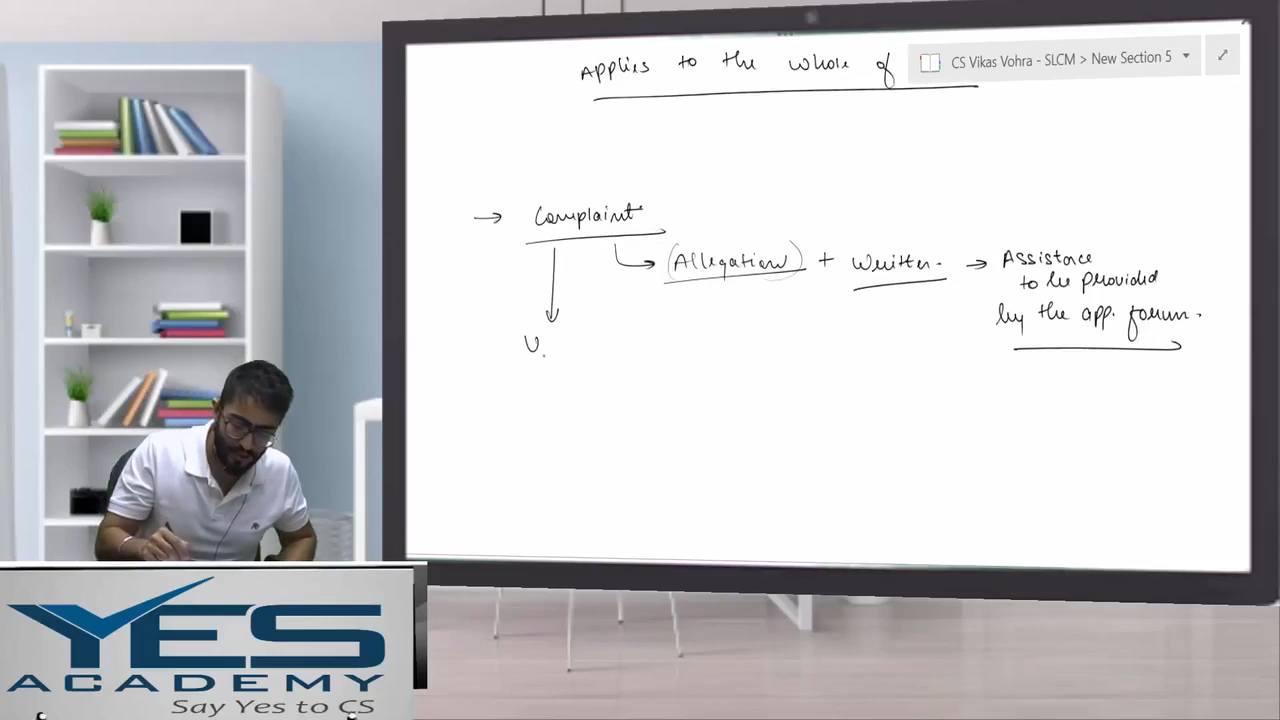 Applies to the whole of
CS Vikas Vohra - SLCM > New Section 5
→ Complaint
(Allegation) + Written. → Assistance
to be provided
by the app. forum.
U.
YES
ACADEMY
Say Yes to CS